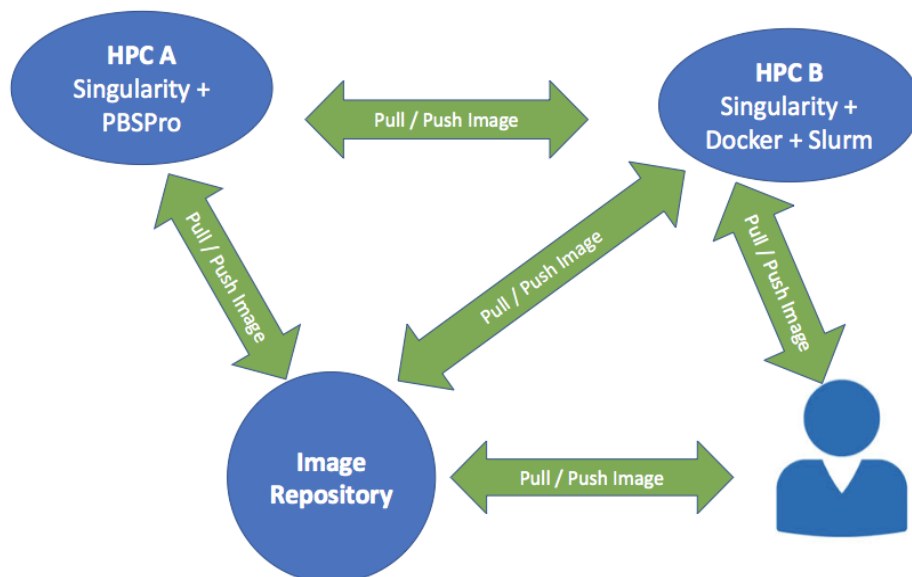 HPC A
Singularity +
PBSPro
HPC B
Singularity +
Docker + Slurm
Pull / Push Image
Pull / Push Image
Pull / Push Image
Pull / Push Image
Image
Repository
Pull / Push Image